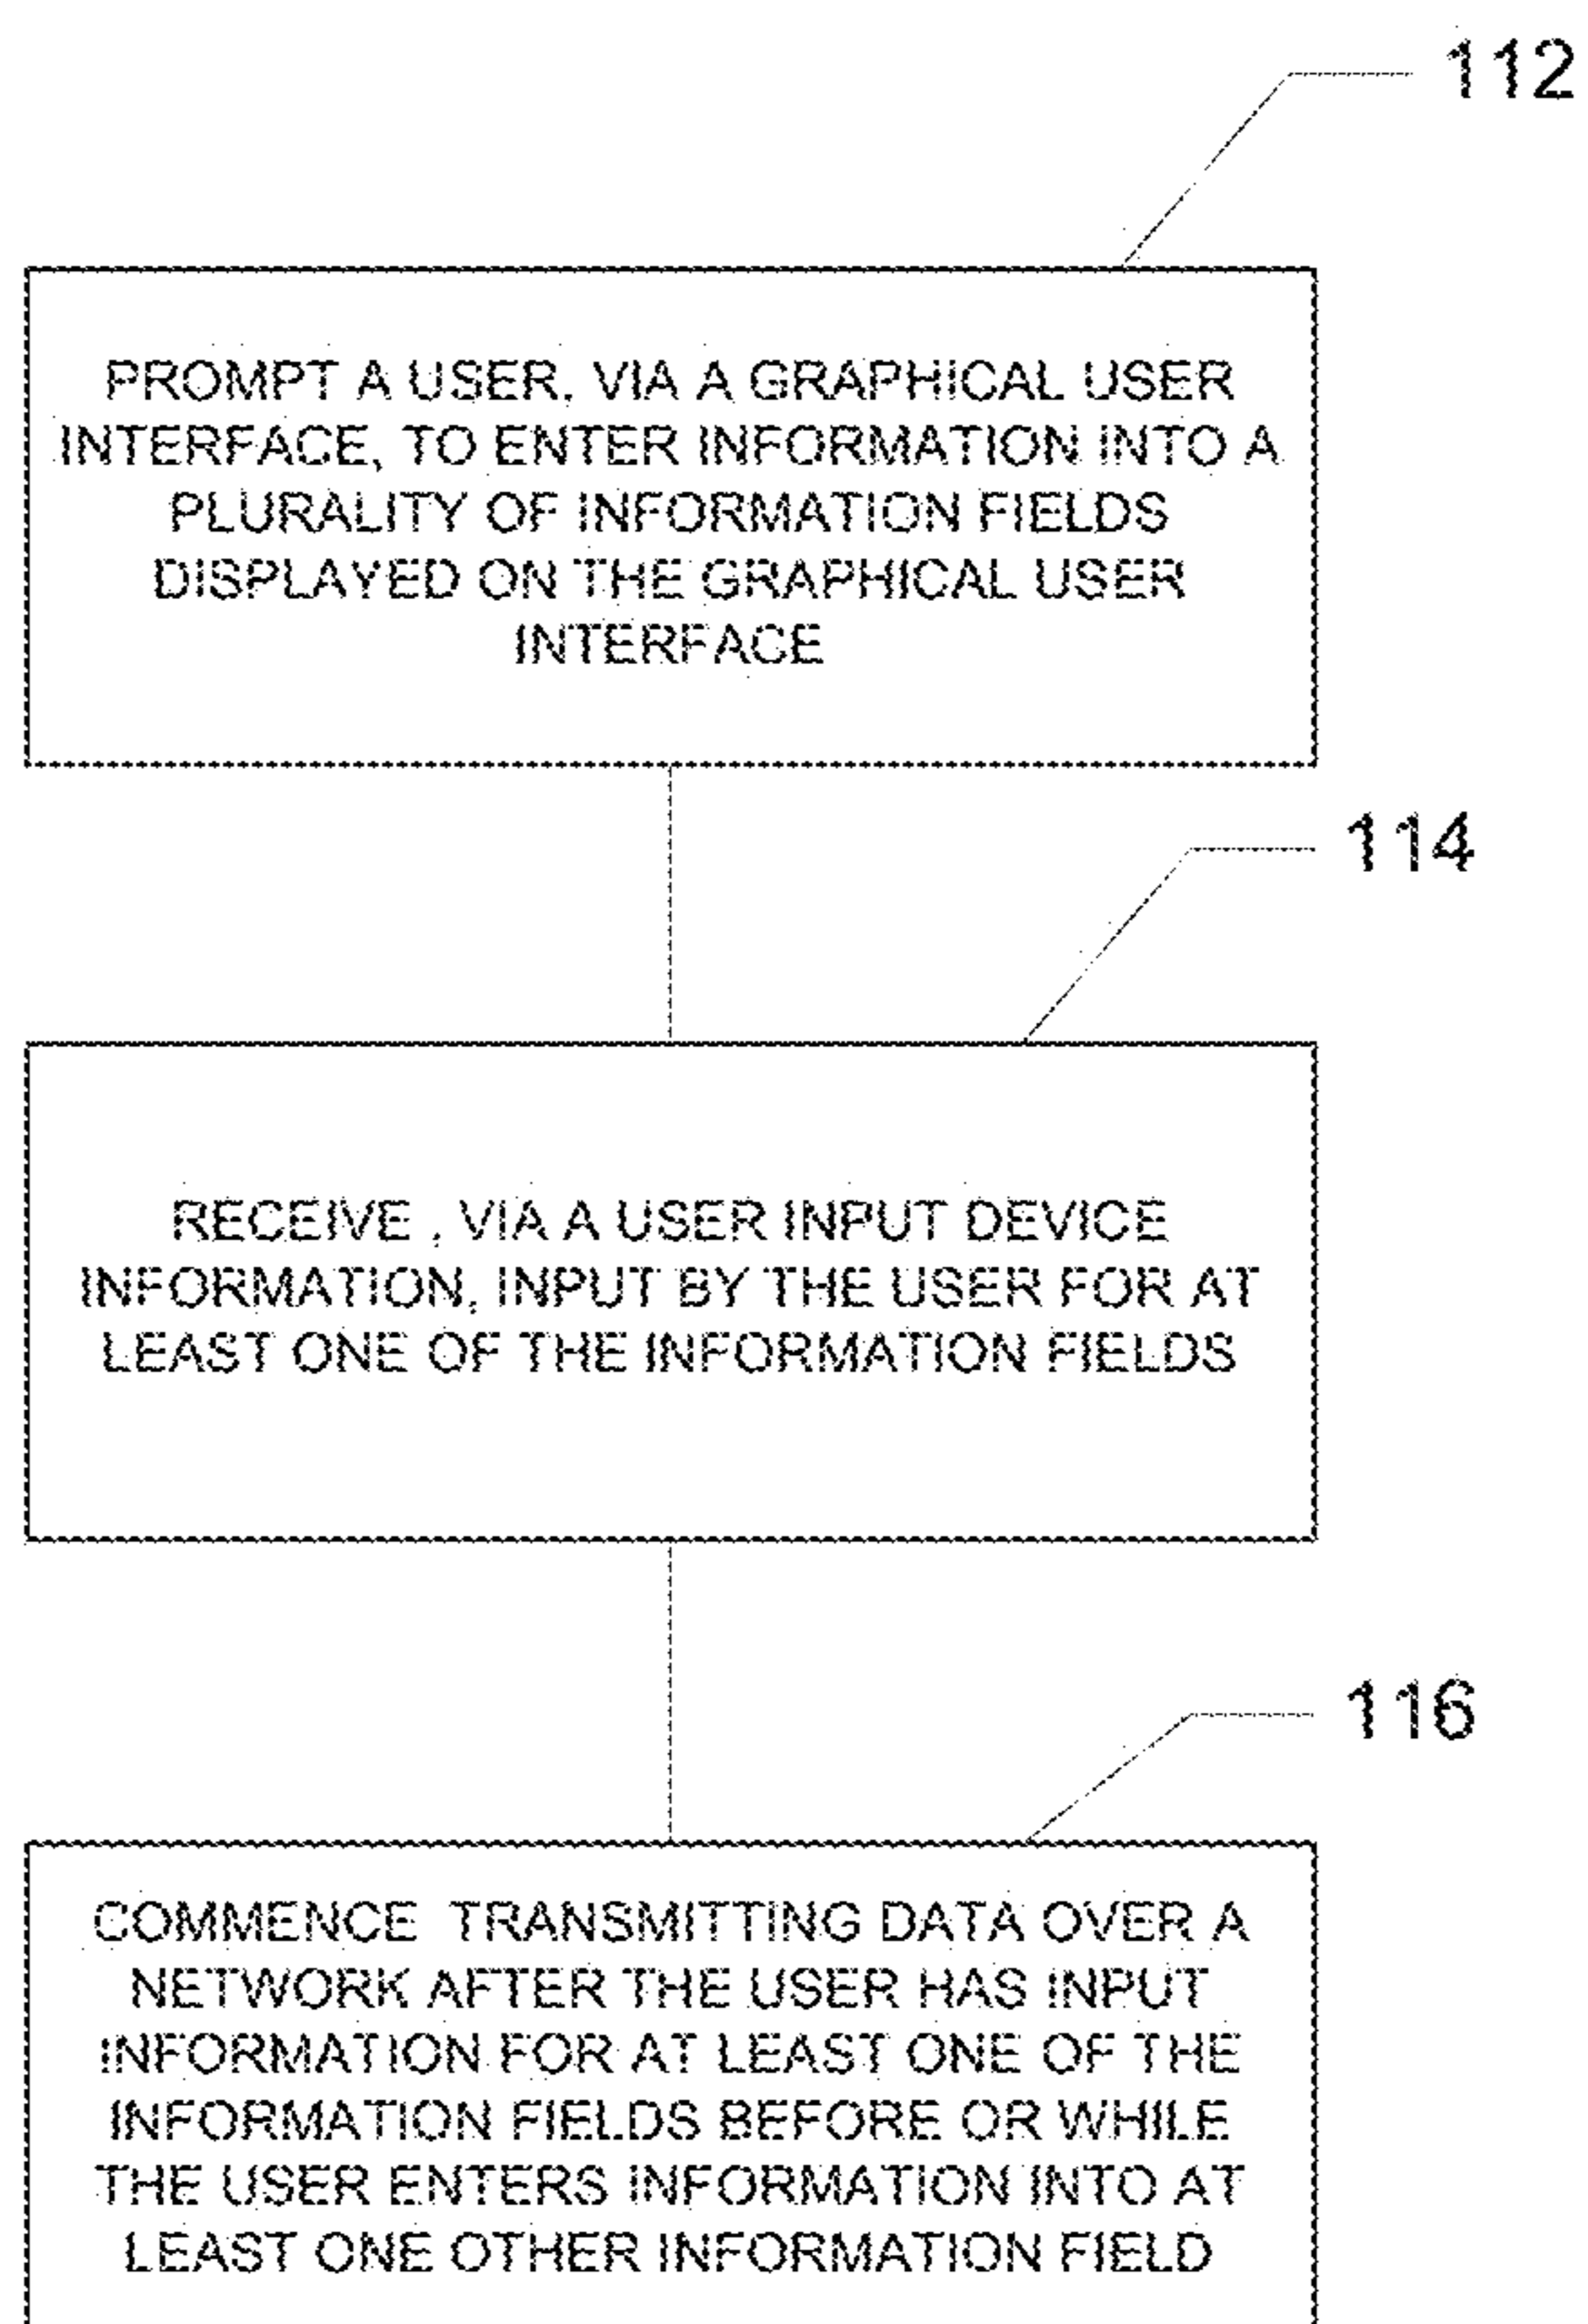 112
PROMPT A USER, VIA A GRAPHICAL USER
INTERFACE, TO ENTER INFORMATION INTO A
PLURALITY OF INFORMATION FIELDS
DISPLAYED ON THE GRAPHICAL USER
INTERFACE
114
RECEIVE , VIA A USER INPUT DEVICE
INFORMATION, INPUT BY THE USER FOR AT
LEAST ONE OF THE INFORMATION FIELDS
116
COMMENCE TRANSMITTING DATA OVER A
NETWORK AFTER THE USER HAS INPUT
INFORMATION FOR AT LEAST ONE OF THE
INFORMATION FIELDS BEFORE OR WHILE
THE USER ENTERS INFORMATION INTO AT
LEAST ONE OTHER INFORMATION FIELD